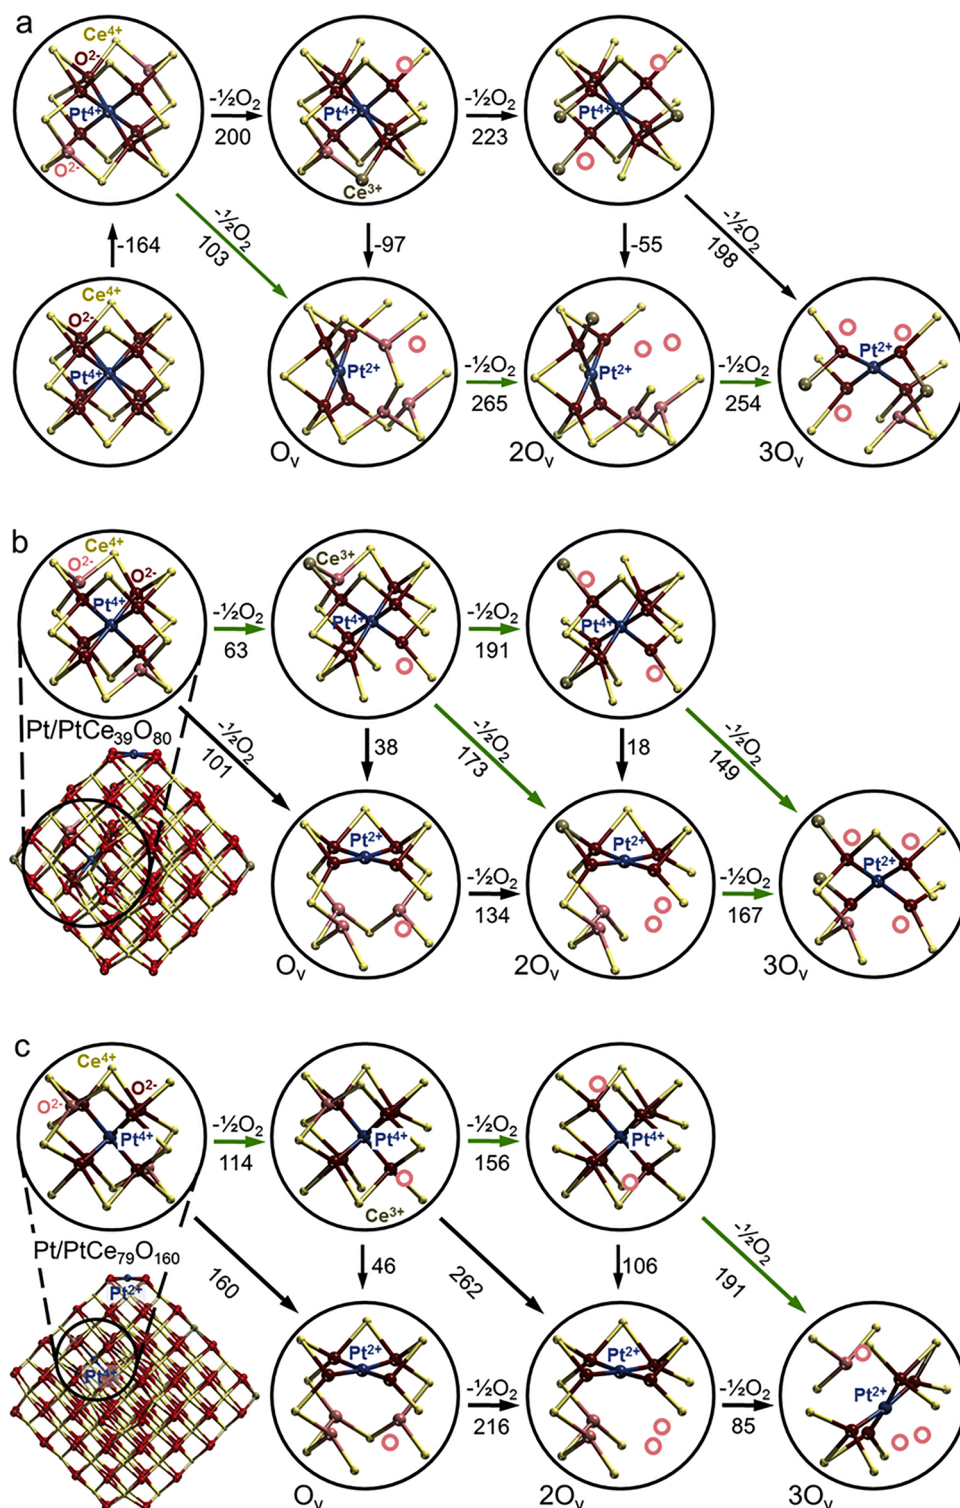 a
Ce⁴⁺
O²⁻
Pt⁴⁺
O²⁻
-½O₂
200
Ce³⁺
-½O₂
223
Pt⁴⁺
Pt⁴⁺
-164
-½O₂
103
-97
-55
-½O₂
198
Ce⁴⁺
O²⁻
Pt⁴⁺
Pt²⁺
Oᵥ
-½O₂
265
Pt²⁺
2Oᵥ
-½O₂
254
Pt²⁺
3Oᵥ
b
Ce⁴⁺
O²⁻
O²⁻
Pt⁴⁺
-½O₂
63
Ce³⁺
Pt⁴⁺
-½O₂
191
Pt⁴⁺
Pt/PtCe₃₉O₈₀
-½O₂
101
38
-½O₂
173
18
-½O₂
149
Pt²⁺
Oᵥ
-½O₂
134
Pt²⁺
2Oᵥ
-½O₂
167
Pt²⁺
3Oᵥ
c
Ce⁴⁺
O²⁻
O²⁻
Pt⁴⁺
-½O₂
114
Pt⁴⁺
Ce³⁺
-½O₂
156
Pt⁴⁺
Pt/PtCe₇₉O₁₆₀
Pt²⁺
Pt⁴⁺
160
46
262
106
-½O₂
191
Pt²⁺
Oᵥ
-½O₂
216
Pt²⁺
2Oᵥ
-½O₂
85
Pt²⁺
3Oᵥ